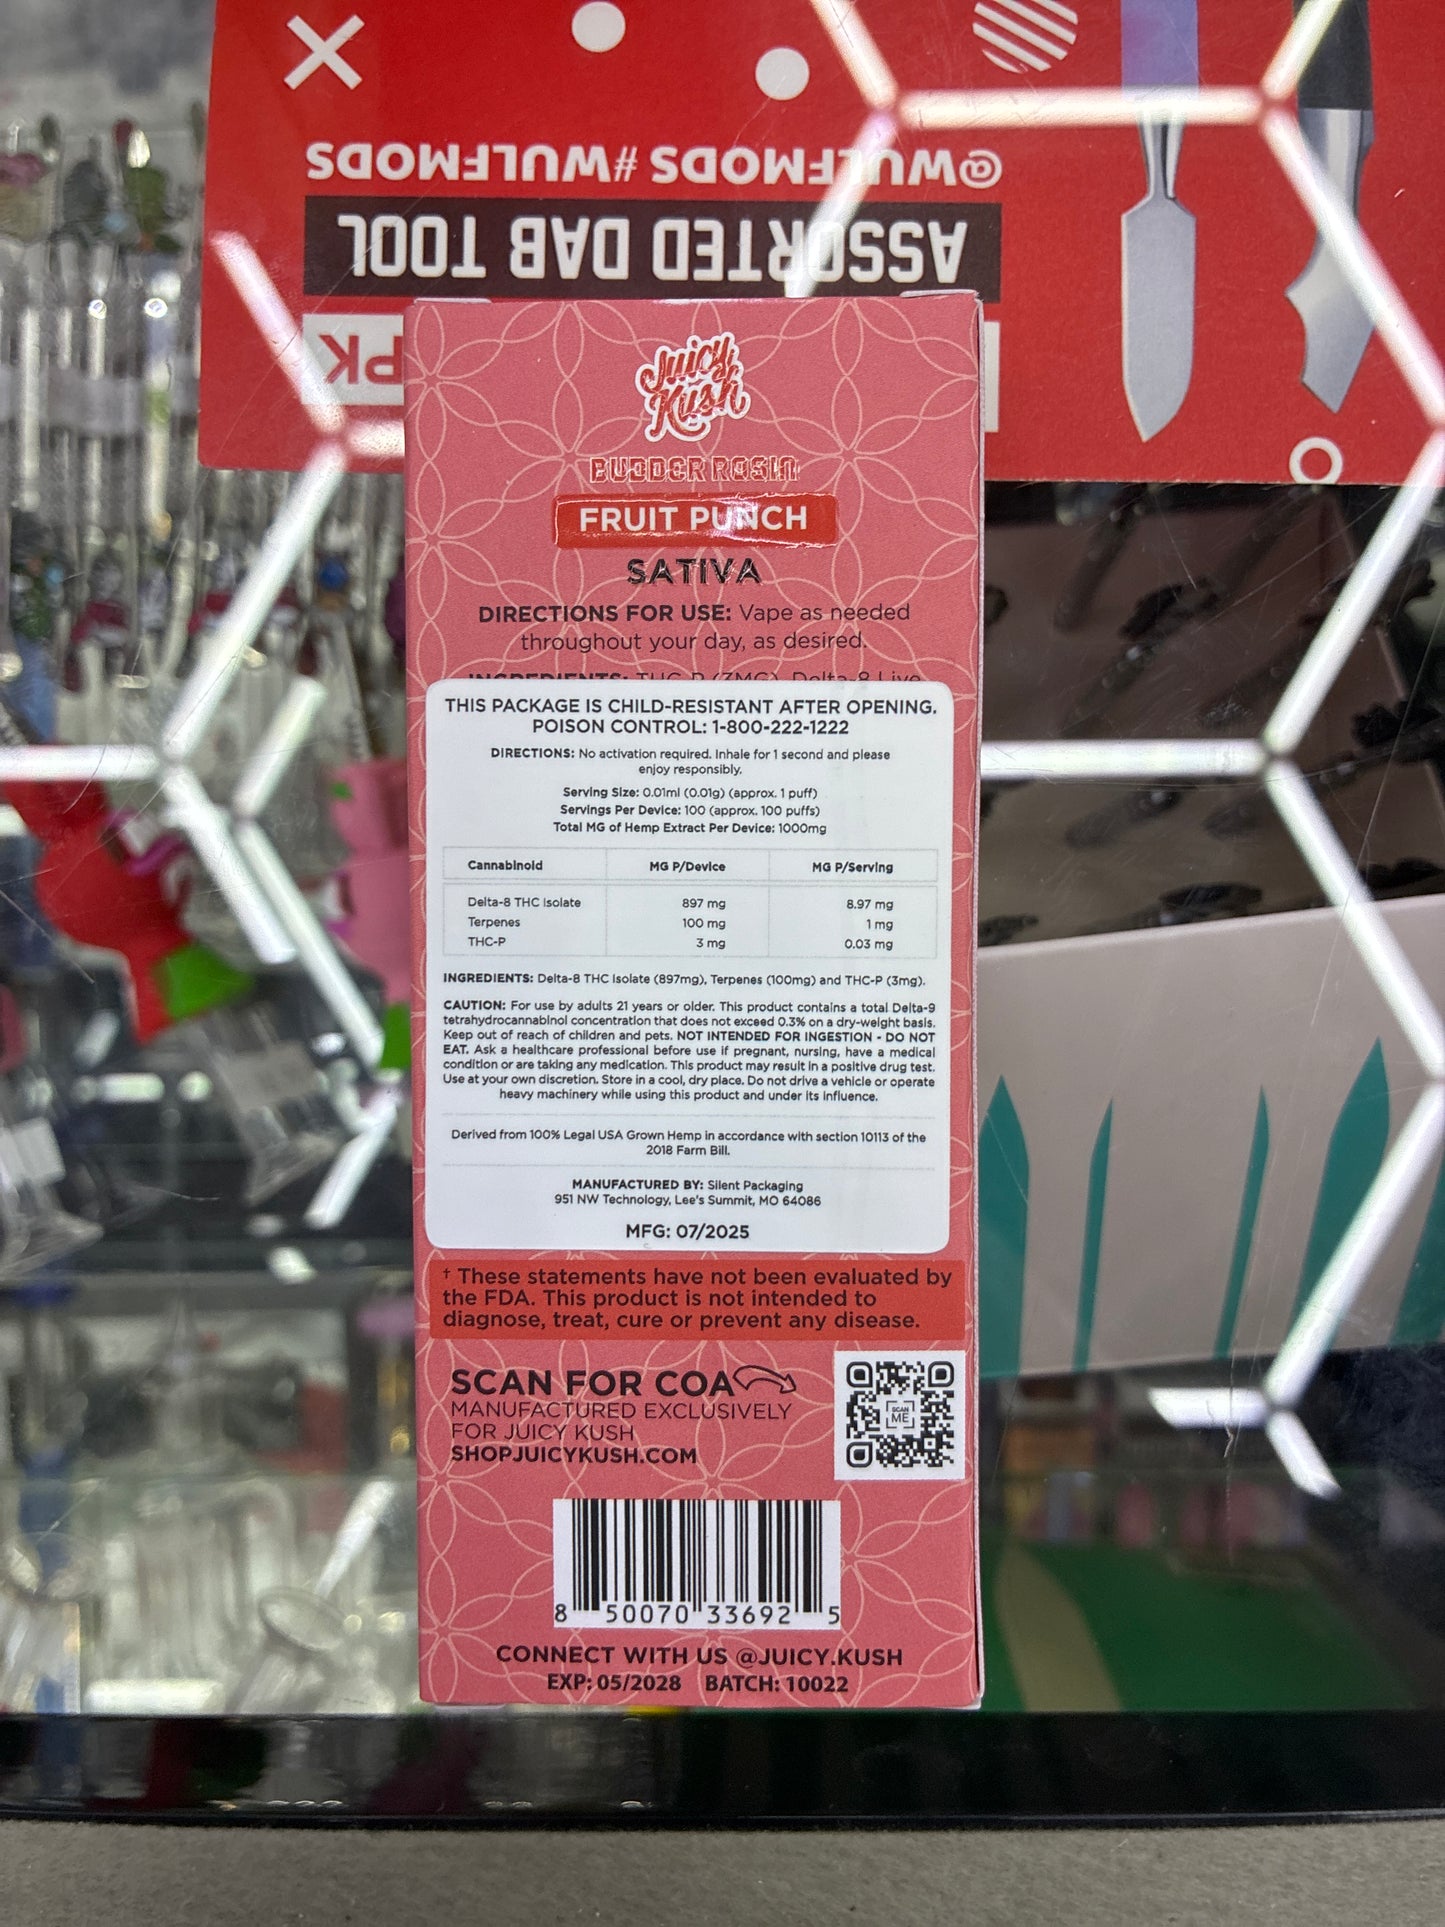 @WULFMODS #WULFMODS
ASSORTED DAB TOOL
PK
Juicy
Kush
BUDDER ROSIN
FRUIT PUNCH
SATIVA
DIRECTIONS FOR USE: Vape as needed
throughout your day, as desired.
INGREDIENTS: THC-P (3MG), Delta-8 Live
THIS PACKAGE IS CHILD-RESISTANT AFTER OPENING.
POISON CONTROL: 1-800-222-1222
DIRECTIONS: No activation required. Inhale for 1 second and please
enjoy responsibly.
Serving Size: 0.01ml (0.01g) (approx. 1 puff)
Servings Per Device: 100 (approx. 100 puffs)
Total MG of Hemp Extract Per Device: 1000mg
Cannabinoid MG P/Device MG P/Serving
Delta-8 THC Isolate 897 mg 8.97 mg
Terpenes 100 mg 1 mg
THC-P 3 mg 0.03 mg
INGREDIENTS: Delta-8 THC Isolate (897mg), Terpenes (100mg) and THC-P (3mg).
CAUTION: For use by adults 21 years or older. This product contains a total Delta-9
tetrahydrocannabinol concentration that does not exceed 0.3% on a dry-weight basis.
Keep out of reach of children and pets. NOT INTENDED FOR INGESTION - DO NOT
EAT. Ask a healthcare professional before use if pregnant, nursing, have a medical
condition or are taking any medication. This product may result in a positive drug test.
Use at your own discretion. Store in a cool, dry place. Do not drive a vehicle or operate
heavy machinery while using this product and under its influence.
Derived from 100% Legal USA Grown Hemp in accordance with section 10113 of the
2018 Farm Bill.
MANUFACTURED BY: Silent Packaging
951 NW Technology, Lee's Summit, MO 64086
MFG: 07/2025
† These statements have not been evaluated by
the FDA. This product is not intended to
diagnose, treat, cure or prevent any disease.
SCAN FOR COA
MANUFACTURED EXCLUSIVELY
FOR JUICY KUSH
SHOPJUICYKUSH.COM
SCAN
ME
8 50070 33692 5
CONNECT WITH US @JUICY.KUSH
EXP: 05/2028 BATCH: 10022